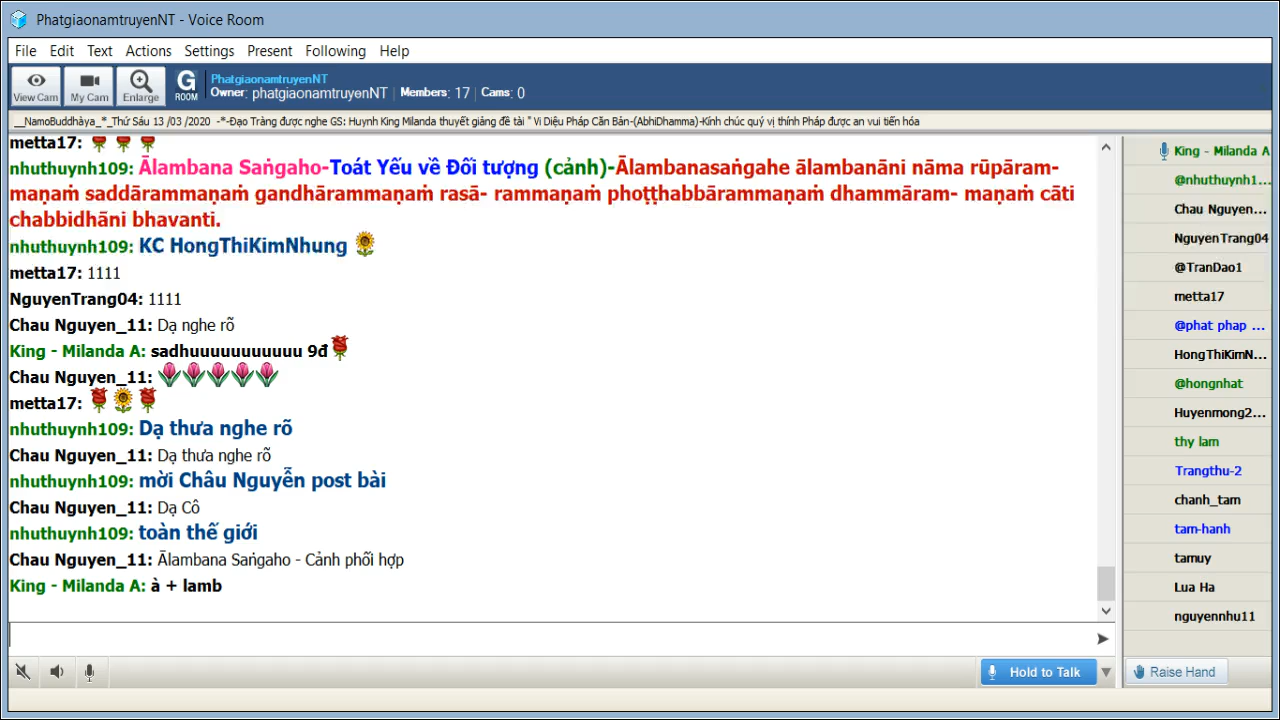 PhatgiaonamtruyenNT - Voice Room
File Edit Text Actions Settings Present Following Help
View Cam My Cam Enlarge G ROOM PhatgiaonamtruyenNT
Owner: phatgiaonamtruyenNT Members: 17 Cams: 0
__NamoBuddhàya_*_Thứ Sáu 13 /03 /2020 -*-Đạo Tràng được nghe GS: Huynh King Milanda thuyết giảng đề tài " Vi Diệu Pháp Căn Bản-(AbhiDhamma)-Kính chúc quý vị thính Pháp được an vui tiến hóa
metta17:
nhuthuynh109: Ālambana Saṅgaho-Toát Yếu về Đối tượng (cảnh)-Ālambanasaṅgahe ālambanāni nāma rūpāram-
maṇaṁ saddārammaṇaṁ gandhārammaṇaṁ rasā- rammaṇaṁ phoṭṭhabbārammaṇaṁ dhammāram- maṇaṁ cāti
chabbidhāni bhavanti.
nhuthuynh109: KC HongThiKimNhung
metta17: 1111
NguyenTrang04: 1111
Chau Nguyen_11: Dạ nghe rõ
King - Milanda A: sadhuuuuuuuuuuu 9đ
Chau Nguyen_11:
metta17:
nhuthuynh109: Dạ thưa nghe rõ
Chau Nguyen_11: Dạ thưa nghe rõ
nhuthuynh109: mời Châu Nguyễn post bài
Chau Nguyen_11: Dạ Cô
nhuthuynh109: toàn thế giới
Chau Nguyen_11: Ālambana Saṅgaho - Cảnh phối hợp
King - Milanda A: à + lamb
King - Milanda A
@nhuthuynh1...
Chau Nguyen...
NguyenTrang04
@TranDao1
metta17
@phat phap ...
HongThiKimN...
@hongnhat
Huyenmong2...
thy lam
Trangthu-2
chanh_tam
tam-hanh
tamuy
Lua Ha
nguyennhu11
Hold to Talk
Raise Hand